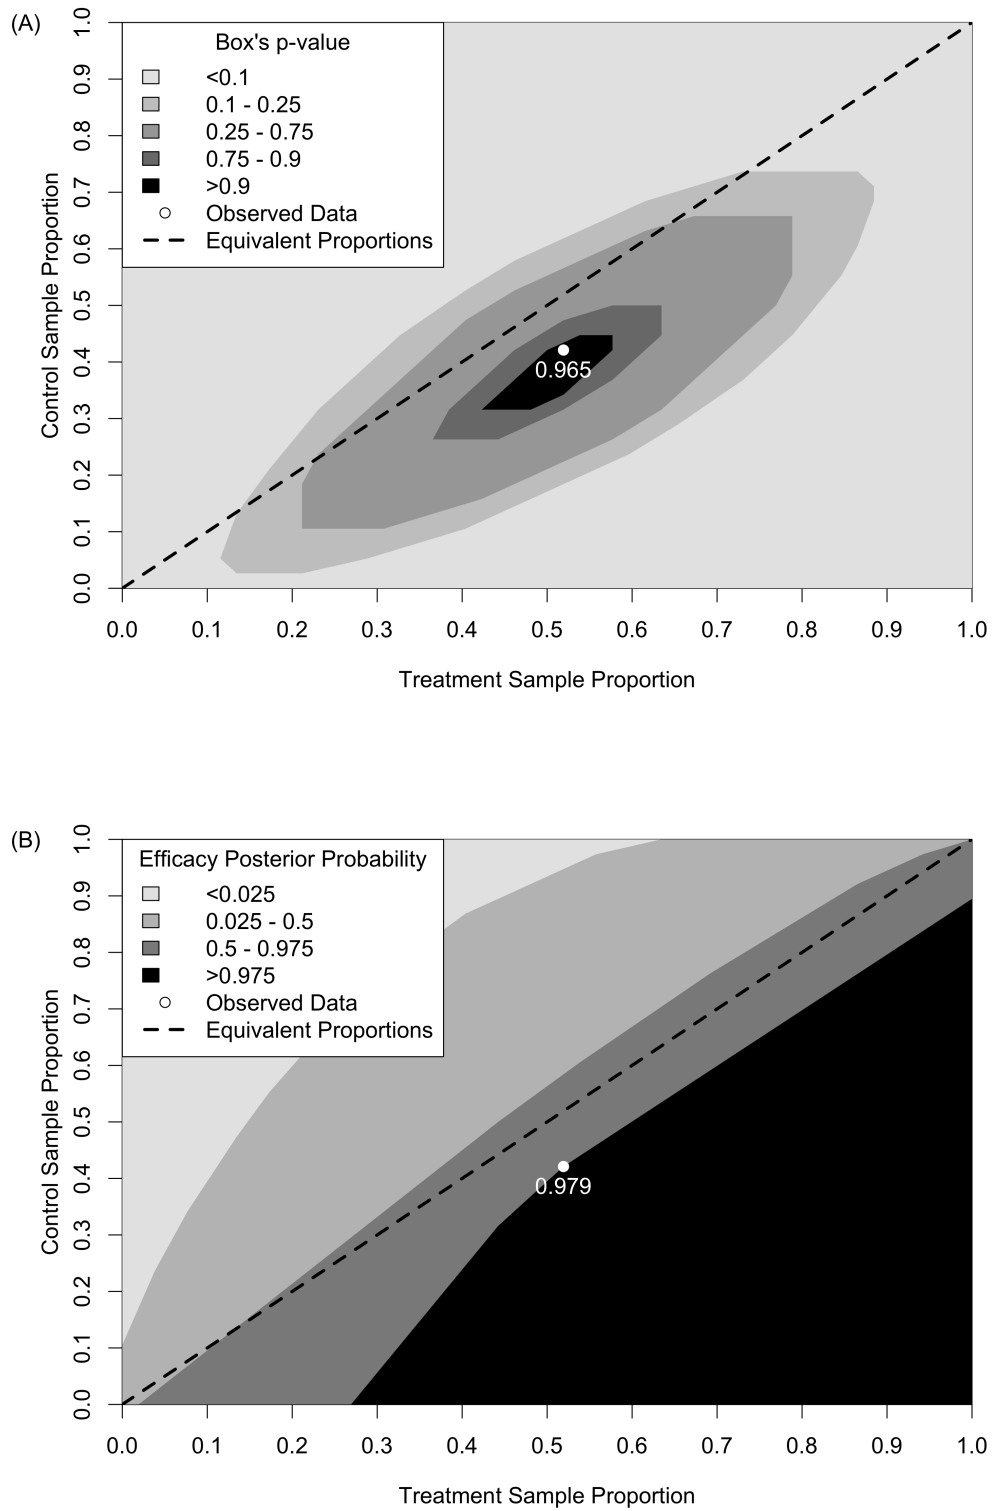 (A)
Box's p-value
<0.1
0.1 - 0.25
0.25 - 0.75
0.75 - 0.9
>0.9
Observed Data
Equivalent Proportions
0.965
Control Sample Proportion
1.0
0.9
0.8
0.7
0.6
0.5
0.4
0.3
0.2
0.1
0.0
0.0 0.1 0.2 0.3 0.4 0.5 0.6 0.7 0.8 0.9 1.0
Treatment Sample Proportion
(B)
Efficacy Posterior Probability
<0.025
0.025 - 0.5
0.5 - 0.975
>0.975
Observed Data
Equivalent Proportions
0.979
Control Sample Proportion
1.0
0.9
0.8
0.7
0.6
0.5
0.4
0.3
0.2
0.1
0.0
0.0 0.1 0.2 0.3 0.4 0.5 0.6 0.7 0.8 0.9 1.0
Treatment Sample Proportion